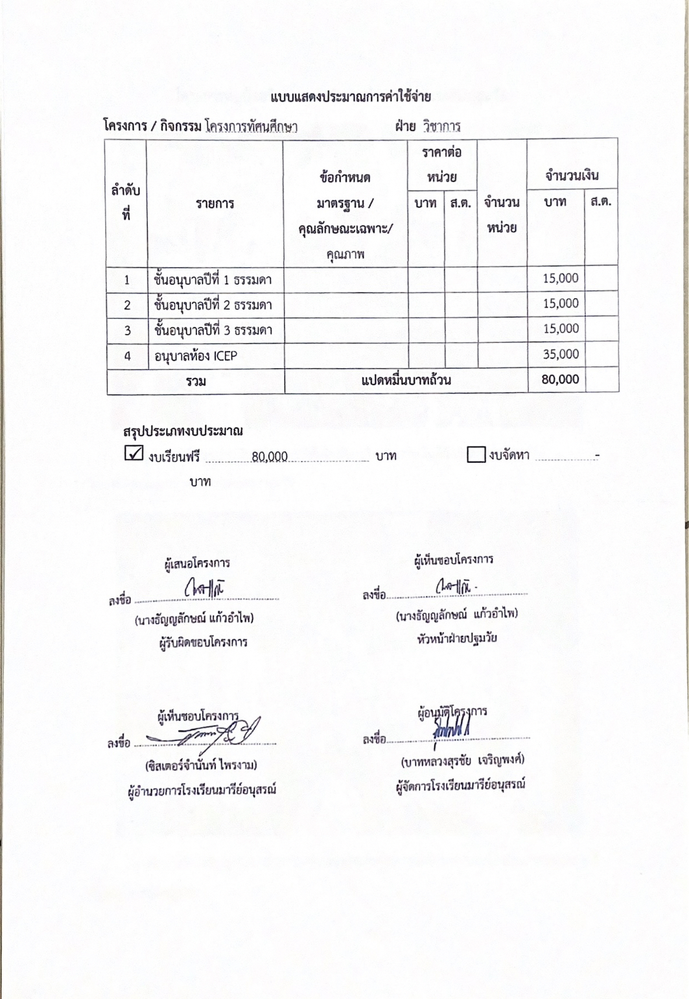 แบบแสดงประมาณการค่าใช้จ่าย
โครงการ / กิจกรรม โครงการทัศนศึกษา ฝ่าย วิชาการ
ลำดับที่ รายการ ข้อกำหนด มาตรฐาน / คุณลักษณะเฉพาะ/ คุณภาพ ราคาต่อหน่วย บาท ส.ต. จำนวนหน่วย จำนวนเงิน บาท ส.ต.
1 ชั้นอนุบาลปีที่ 1 ธรรมดา 15,000
2 ชั้นอนุบาลปีที่ 2 ธรรมดา 15,000
3 ชั้นอนุบาลปีที่ 3 ธรรมดา 15,000
4 อนุบาลห้อง ICEP 35,000
รวม แปดหมื่นบาทถ้วน 80,000
สรุปประเภทงบประมาณ
งบเรียนฟรี 80,000 บาท งบจัดหา -
บาท
ผู้เสนอโครงการ ผู้เห็นชอบโครงการ
ลงชื่อ ลงชื่อ
(นางธัญญลักษณ์ แก้วอำไพ) (นางธัญญลักษณ์ แก้วอำไพ)
ผู้รับผิดชอบโครงการ หัวหน้าฝ่ายปฐมวัย
ผู้เห็นชอบโครงการ ผู้อนุมัติโครงการ
ลงชื่อ ลงชื่อ
(ซิสเตอร์จำนันท์ ไพรงาม) (บาทหลวงสุรชัย เจริญพงศ์)
ผู้อำนวยการโรงเรียนมารีย์อนุสรณ์ ผู้จัดการโรงเรียนมารีย์อนุสรณ์